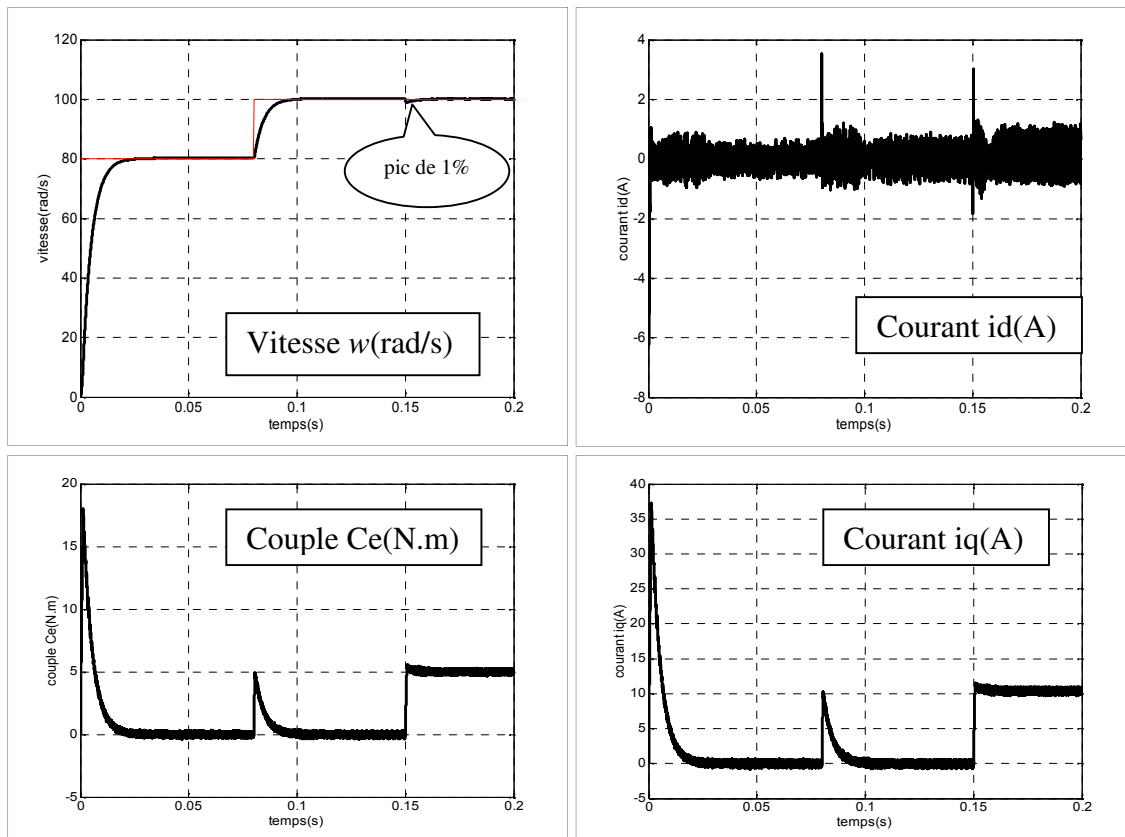 120
100
80
60
40
20
0
vitesse(rad/s)
pic de 1%
Vitesse w(rad/s)
0 0.05 0.1 0.15 0.2
temps(s)
4
2
0
-2
-4
-6
-8
courant id(A)
Courant id(A)
0 0.05 0.1 0.15 0.2
temps(s)
20
15
10
5
0
-5
couple Ce(N.m)
Couple Ce(N.m)
0 0.05 0.1 0.15 0.2
temps(s)
40
35
30
25
20
15
10
5
0
-5
courant iq(A)
Courant iq(A)
0 0.05 0.1 0.15 0.2
temps(s)